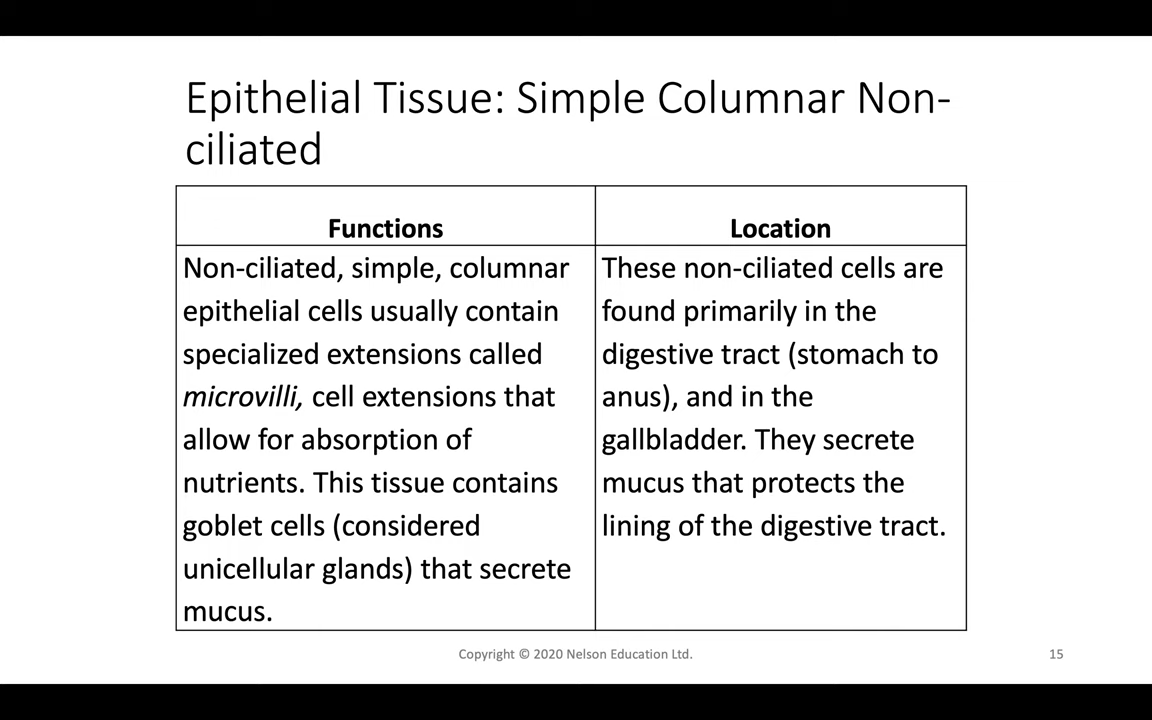 Epithelial Tissue: Simple Columnar Non-
ciliated
Functions
Non-ciliated, simple, columnar
epithelial cells usually contain
specialized extensions called
microvilli, cell extensions that
allow for absorption of
nutrients. This tissue contains
goblet cells (considered
unicellular glands) that secrete
mucus.
Location
These non-ciliated cells are
found primarily in the
digestive tract (stomach to
anus), and in the
gallbladder. They secrete
mucus that protects the
lining of the digestive tract.
Copyright © 2020 Nelson Education Ltd.
15